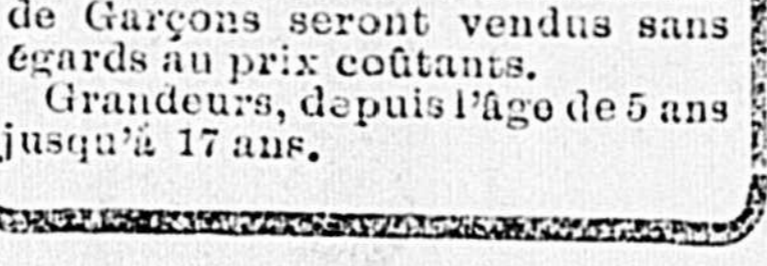 de Garçons seront vendus sans
égards au prix coûtants.
Grandeurs, depuis l'âge de 5 ans
jusqu'à 17 ans.